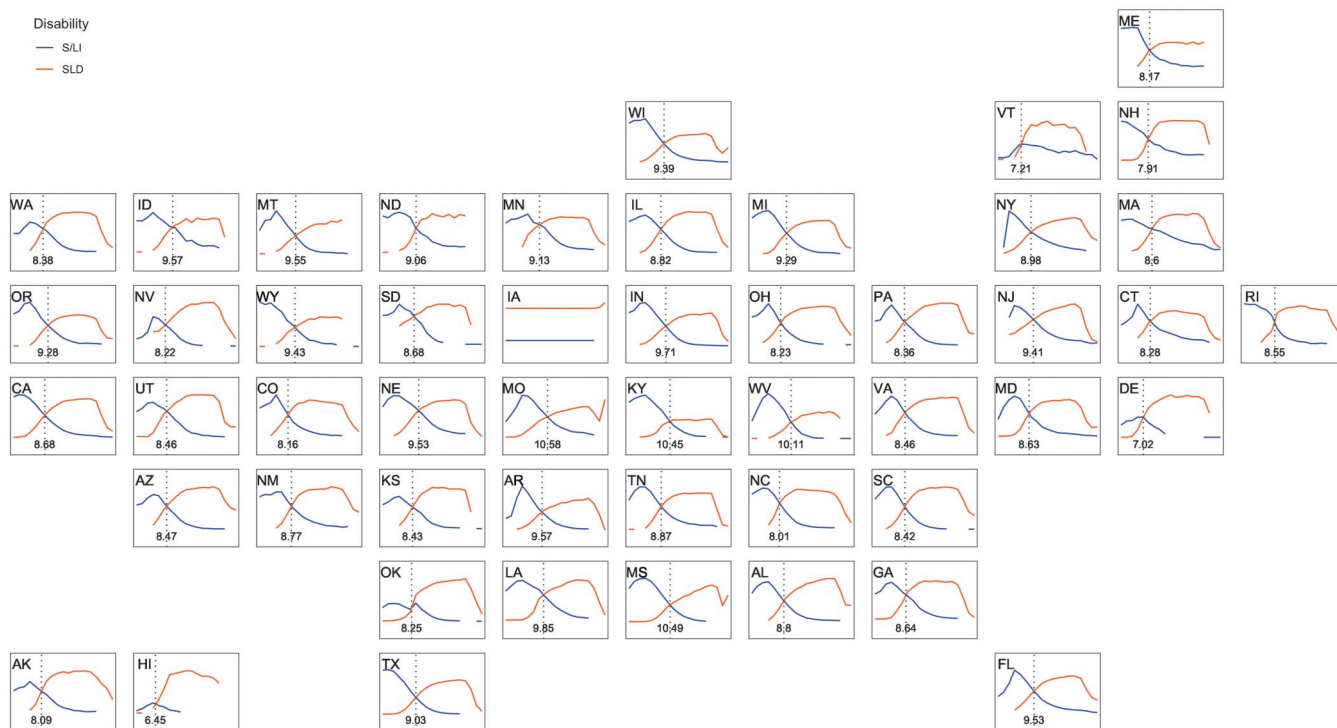 Disability
S/LI
SLD
ME
8.17
WI
9.39
VT
7.21
NH
7.91
WA
8.38
ID
9.57
MT
9.55
ND
9.06
MN
9.13
IL
8.82
MI
9.29
NY
8.98
MA
8.6
OR
9.28
NV
8.22
WY
9.43
SD
8.68
IA
IN
9.71
OH
8.23
PA
8.36
NJ
9.41
CT
8.28
RI
8.55
CA
8.68
UT
8.46
CO
8.16
NE
9.53
MO
10.58
KY
10.45
WV
10.11
VA
8.46
MD
8.63
DE
7.02
AZ
8.47
NM
8.77
KS
8.43
AR
9.57
TN
8.87
NC
8.01
SC
8.42
OK
8.25
LA
9.85
MS
10.49
AL
8.8
GA
8.64
AK
8.09
HI
6.45
TX
9.03
FL
9.53